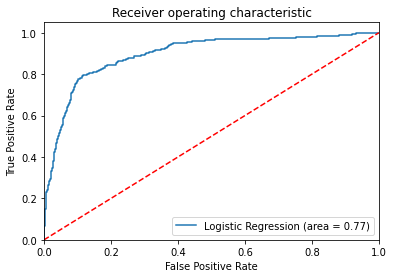 Receiver operating characteristic
1.0
0.8
0.6
0.4
0.2
0.0
True Positive Rate
Logistic Regression (area = 0.77)
0.0 0.2 0.4 0.6 0.8 1.0
False Positive Rate